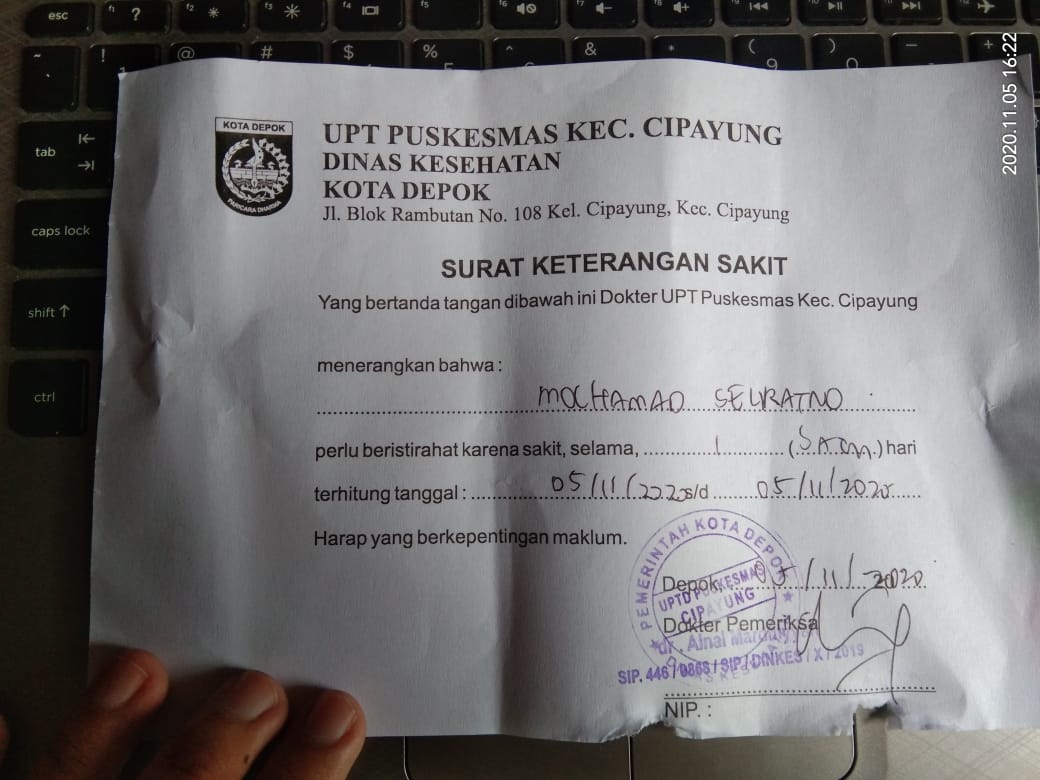 esc
?
tab
caps lock
shift
ctrl
! @ # $ % ^ & * ( ) - +
2020.11.05 16:22
KOTA DEPOK
PARICARA DHARMA
UPT PUSKESMAS KEC. CIPAYUNG
DINAS KESEHATAN
KOTA DEPOK
Jl. Blok Rambutan No. 108 Kel. Cipayung, Kec. Cipayung
SURAT KETERANGAN SAKIT
Yang bertanda tangan dibawah ini Dokter UPT Puskesmas Kec. Cipayung
menerangkan bahwa :
MOCHAMAD
perlu beristirahat karena sakit, selama, 1 (Satu) hari
terhitung tanggal : 05/11/2020 s/d 05/11/2020
Harap yang berkepentingan maklum.
PEMERINTAH KOTA DEPOK
UPTD PUSKESMAS
CIPAYUNG
Depok, 05/11/2020
Dokter Pemeriksa
dr. Ainal
SIP. 446/0868/SIP/DINKES/X/2019
NIP. :